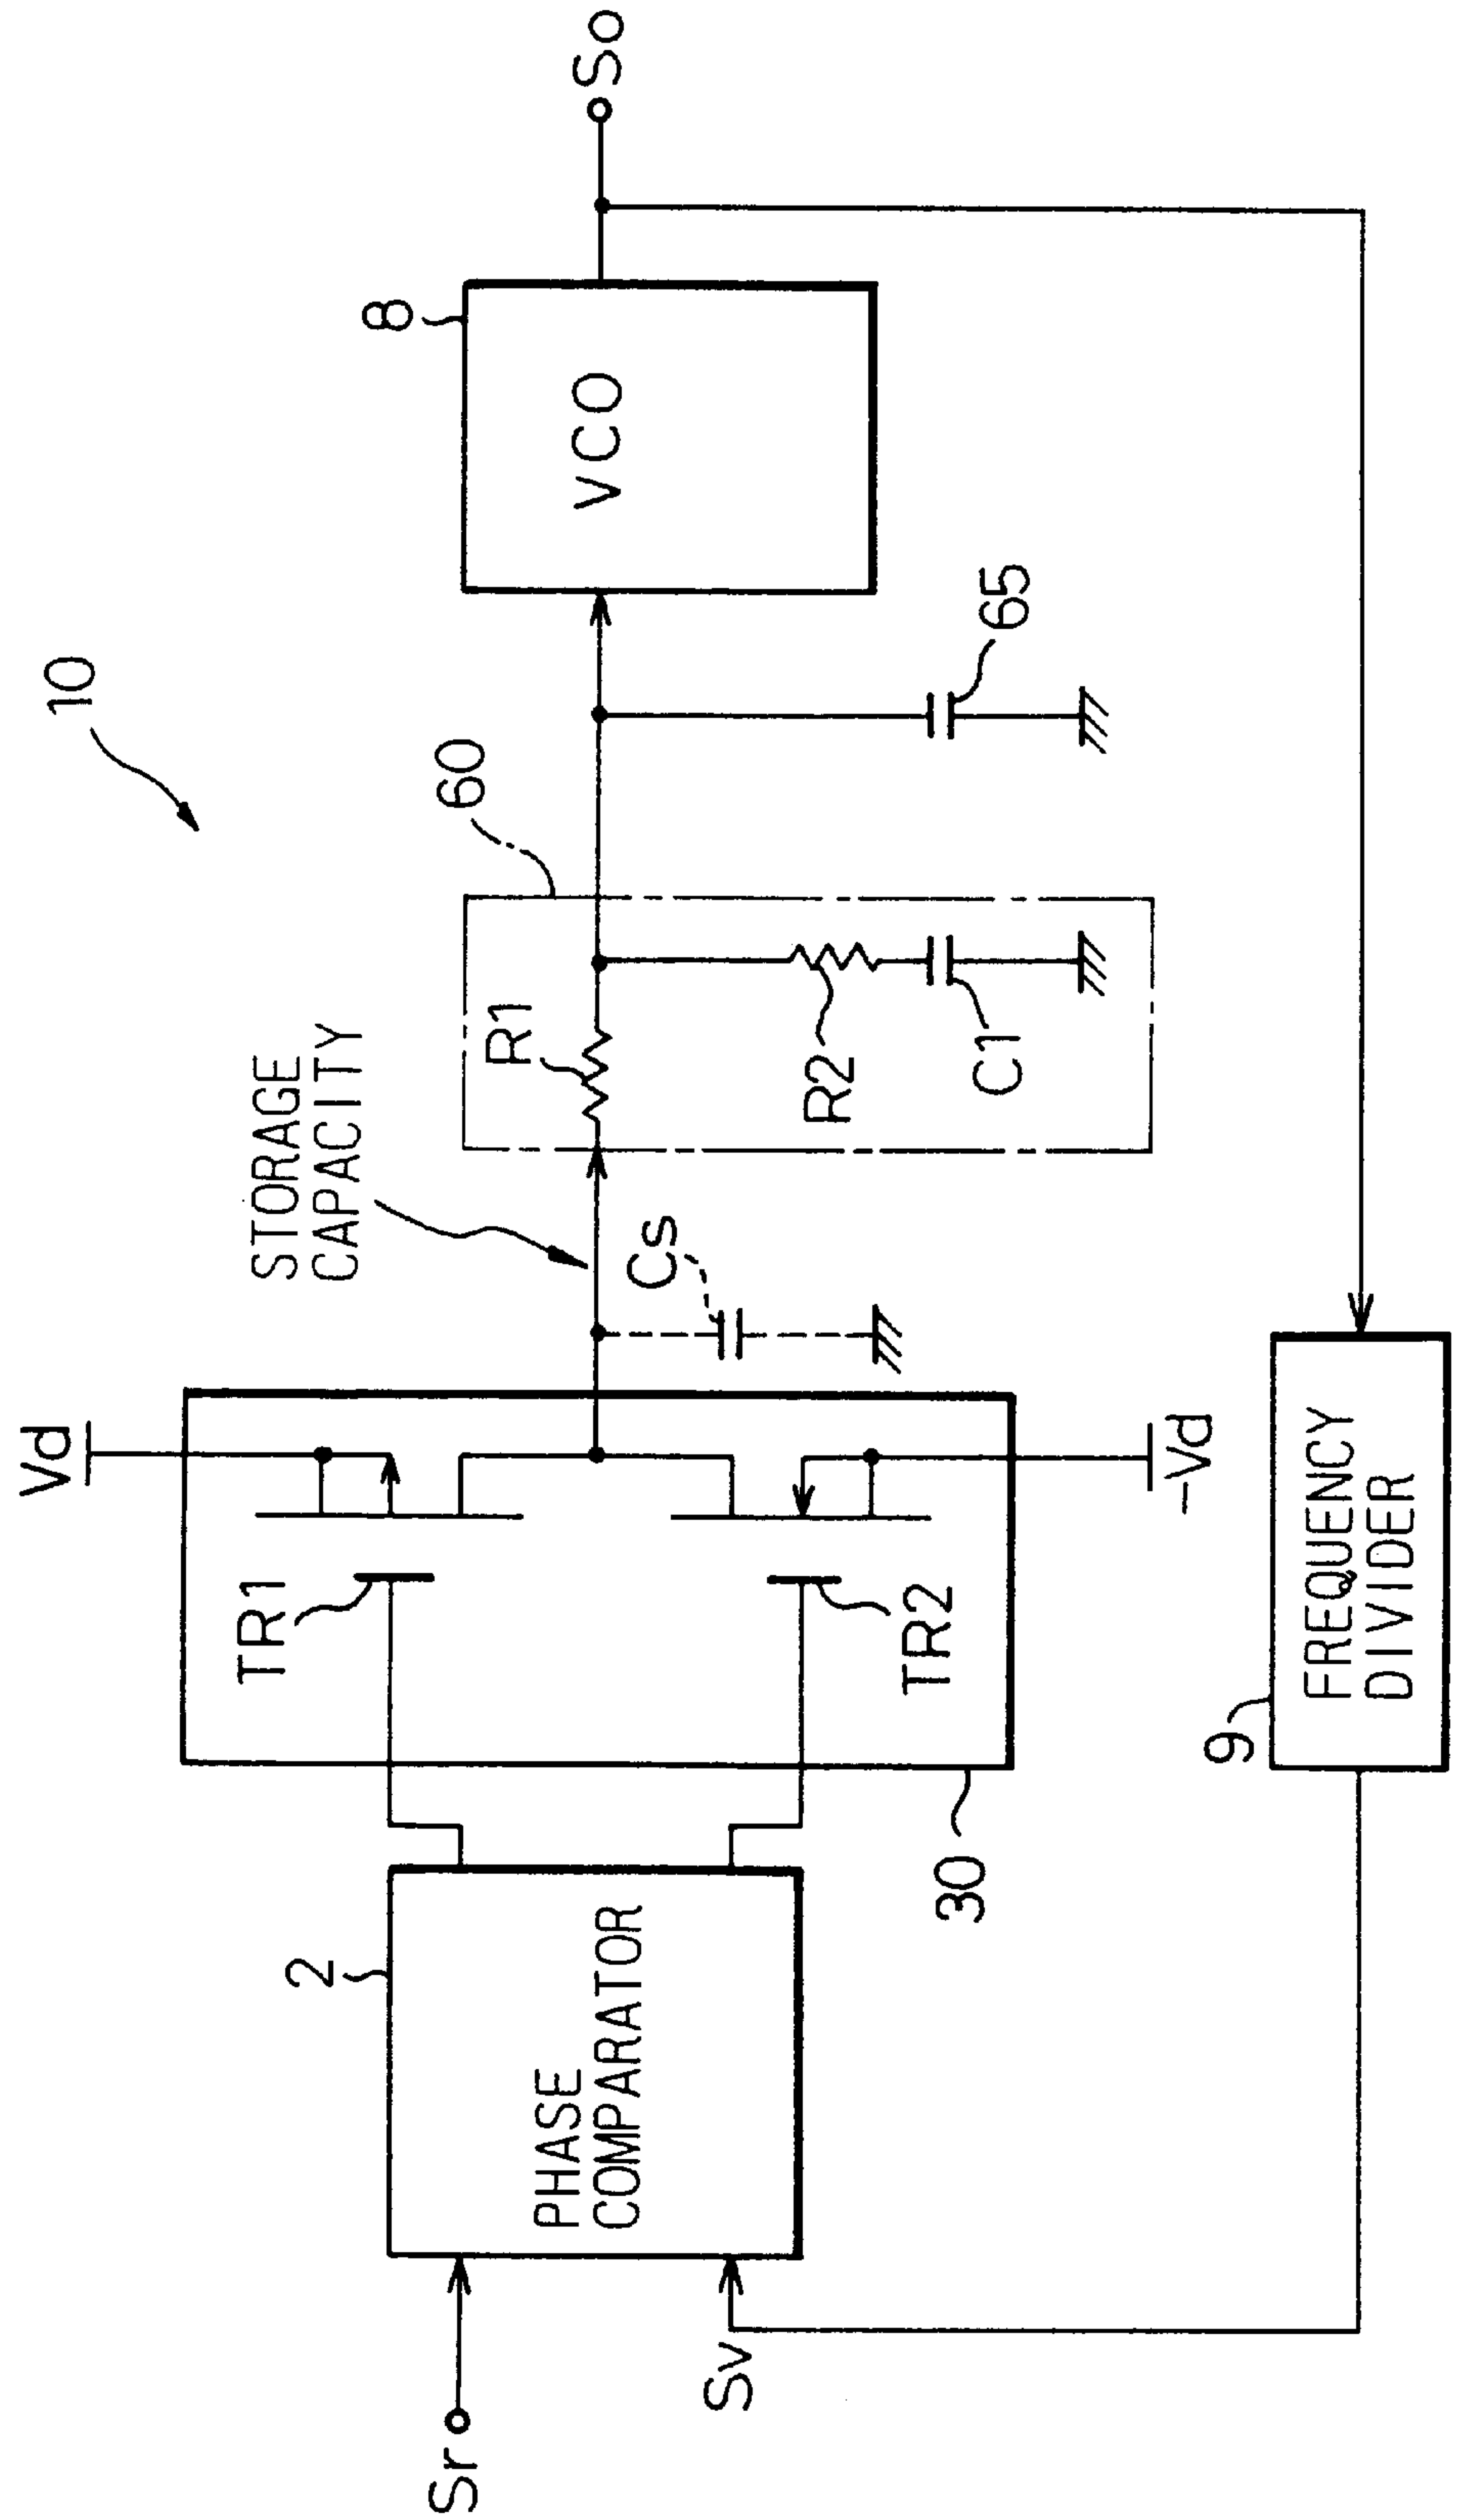 10
Vd
STORAGE
CAPACITY
60
8
2
TR1
R1
Cs
VCO
So
Sr
PHASE
COMPARATOR
R2
C1
65
Sv
30
TR2
-Vd
9
FREQUENCY
DIVIDER